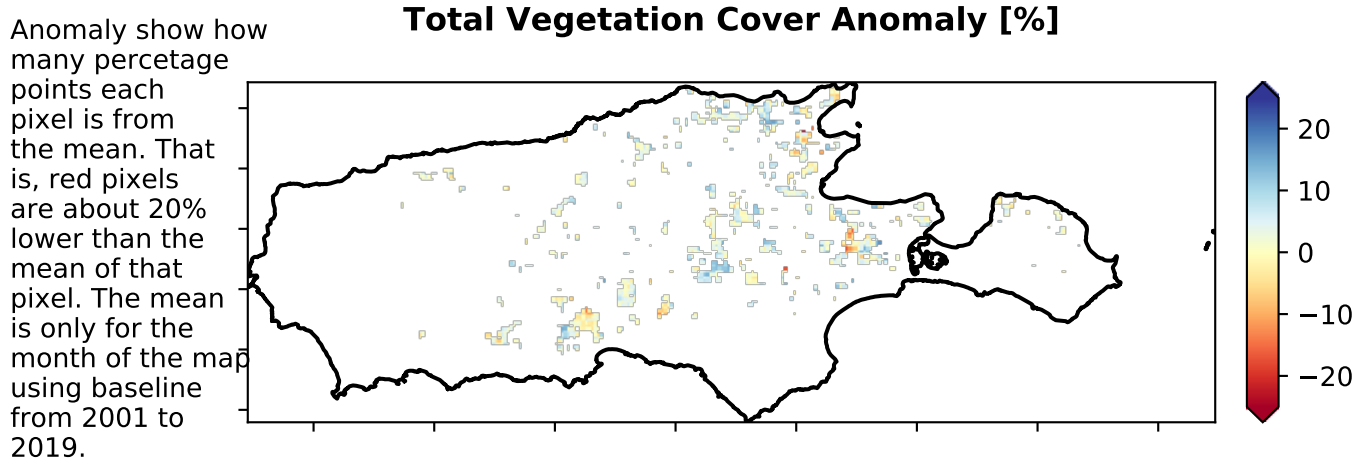 Total Vegetation Cover Anomaly [%]
Anomaly show how
many percetage
points each
pixel is from
the mean. That
is, red pixels
are about 20%
lower than the
mean of that
pixel. The mean
is only for the
month of the map
using baseline
from 2001 to
2019.
20
10
0
−10
−20